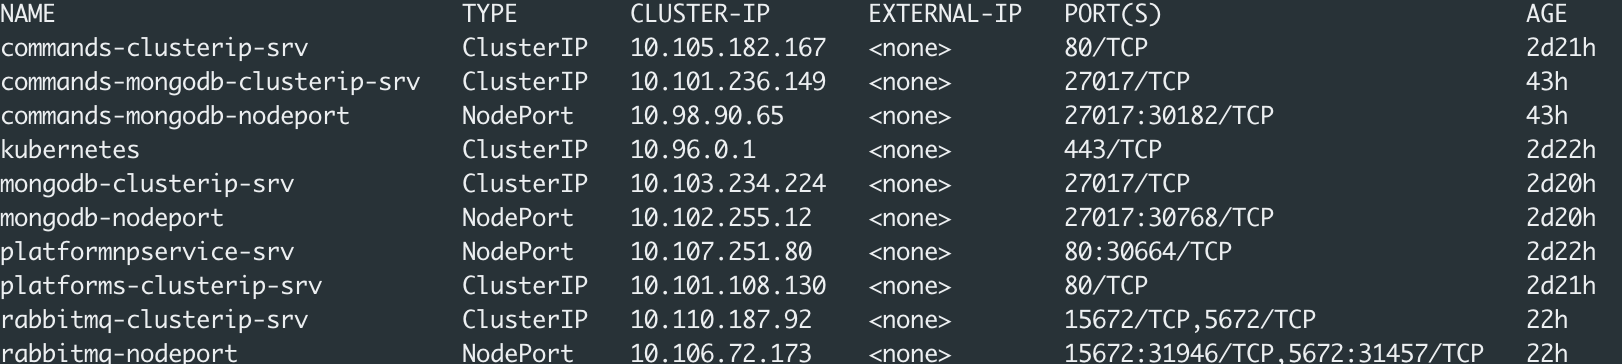 NAME TYPE CLUSTER-IP EXTERNAL-IP PORT(S) AGE
commands-clusterip-srv ClusterIP 10.105.182.167 <none> 80/TCP 2d21h
commands-mongodb-clusterip-srv ClusterIP 10.101.236.149 <none> 27017/TCP 43h
commands-mongodb-nodeport NodePort 10.98.90.65 <none> 27017:30182/TCP 43h
kubernetes ClusterIP 10.96.0.1 <none> 443/TCP 2d22h
mongodb-clusterip-srv ClusterIP 10.103.234.224 <none> 27017/TCP 2d20h
mongodb-nodeport NodePort 10.102.255.12 <none> 27017:30768/TCP 2d20h
platformnpservice-srv NodePort 10.107.251.80 <none> 80:30664/TCP 2d22h
platforms-clusterip-srv ClusterIP 10.101.108.130 <none> 80/TCP 2d21h
rabbitmq-clusterip-srv ClusterIP 10.110.187.92 <none> 15672/TCP,5672/TCP 22h
rabbitmq-nodeport NodePort 10.106.72.173 <none> 15672:31946/TCP,5672:31457/TCP 22h